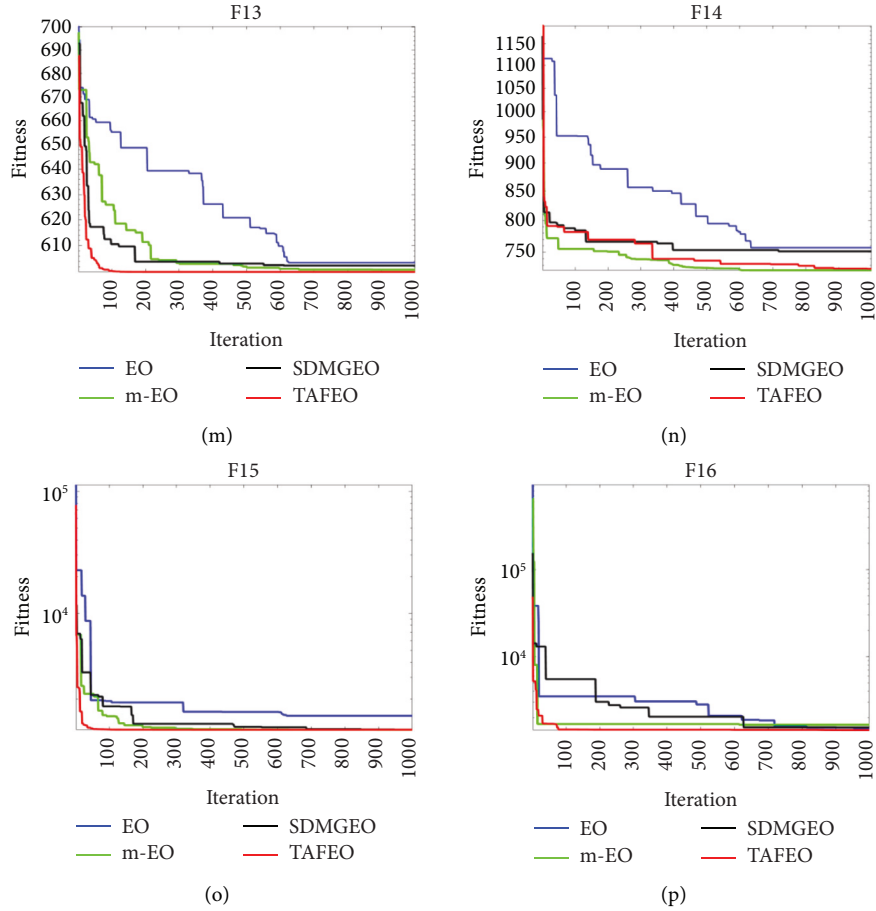 F13
700
690
680
670
660
650
640
630
620
610
Fitness
100
200
300
400
500
600
700
800
900
1000
Iteration
EO
SDMGEO
m-EO
TAFEO
(m)
F14
1150
1100
1050
1000
950
900
850
800
750
Fitness
100
200
300
400
500
600
700
800
900
1000
Iteration
EO
SDMGEO
m-EO
TAFEO
(n)
F15
10^5
10^4
Fitness
100
200
300
400
500
600
700
800
900
1000
Iteration
EO
SDMGEO
m-EO
TAFEO
(o)
F16
10^5
10^4
Fitness
100
200
300
400
500
600
700
800
900
1000
Iteration
EO
SDMGEO
m-EO
TAFEO
(p)